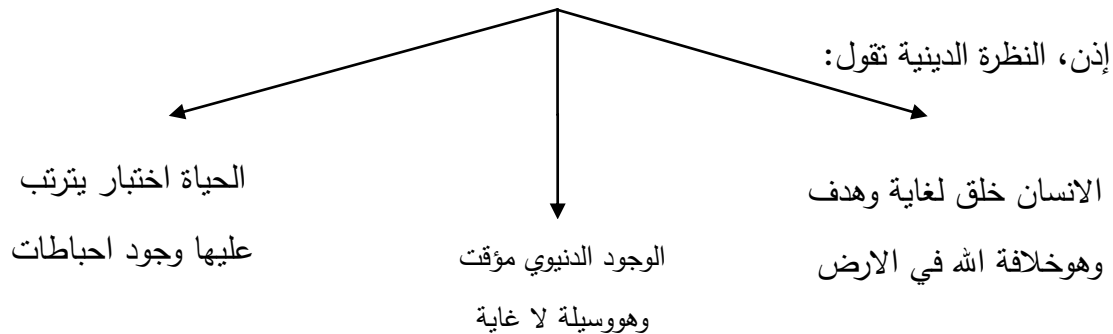 إذن، النظرة الدينية تقول:
الانسان خلق لغاية وهدف
وهوخلافة الله في الارض
الوجود الدنيوي مؤقت
وهووسيلة لا غاية
الحياة اختبار يترتب
عليها وجود احباطات